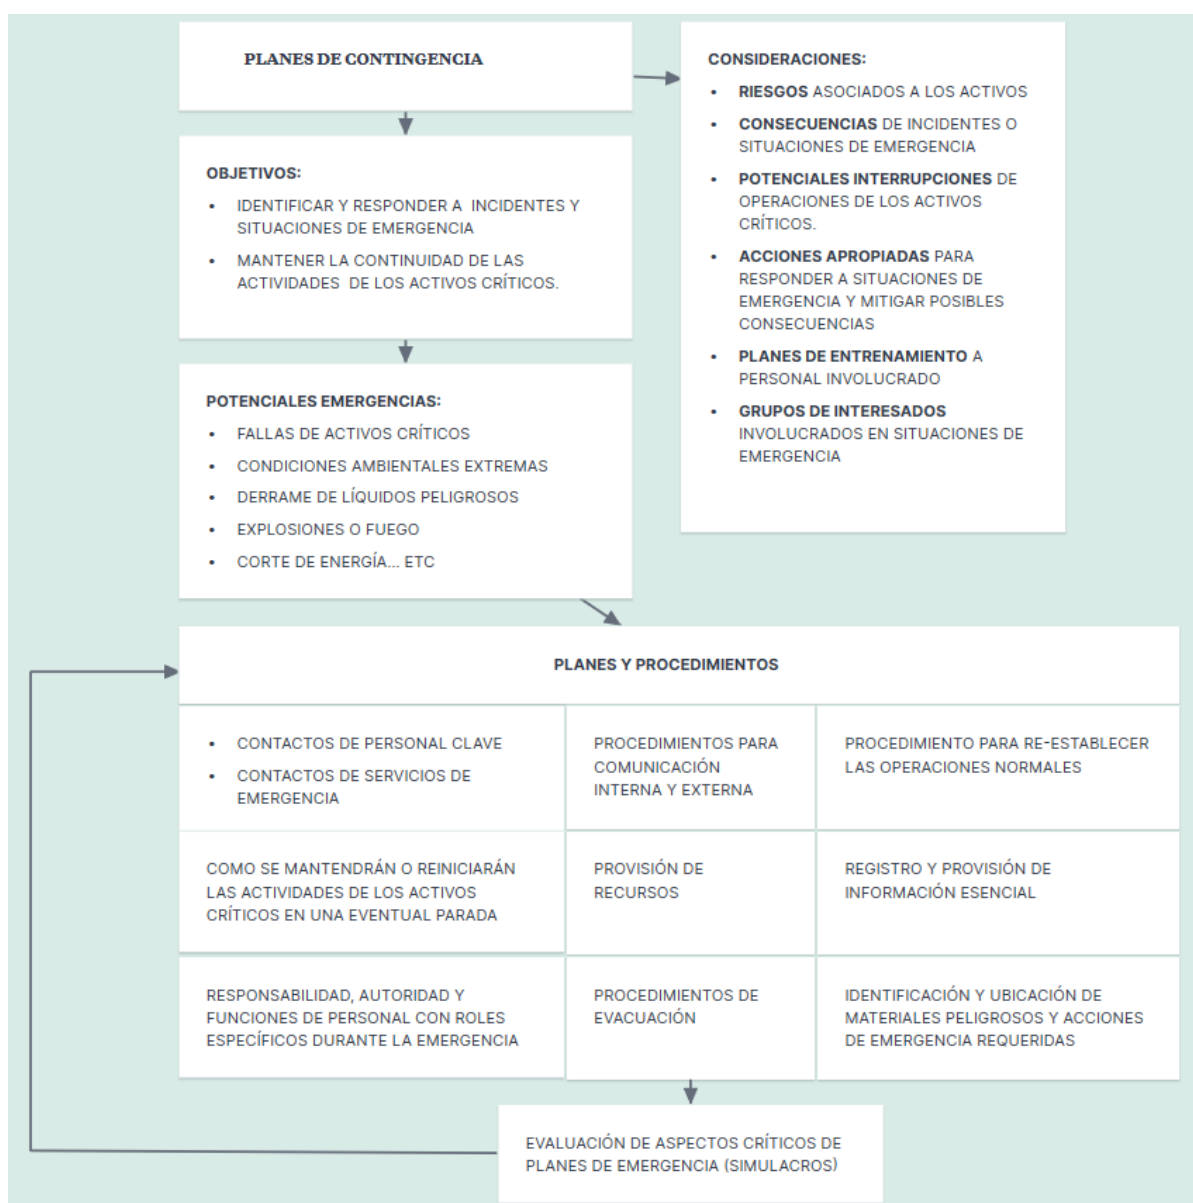 PLANES DE CONTINGENCIA
CONSIDERACIONES:
• RIESGOS ASOCIADOS A LOS ACTIVOS
• CONSECUENCIAS DE INCIDENTES O
SITUACIONES DE EMERGENCIA
• POTENCIALES INTERRUPCIONES DE
OPERACIONES DE LOS ACTIVOS
CRÍTICOS.
• ACCIONES APROPIADAS PARA
RESPONDER A SITUACIONES DE
EMERGENCIA Y MITIGAR POSIBLES
CONSECUENCIAS
• PLANES DE ENTRENAMIENTO A
PERSONAL INVOLUCRADO
• GRUPOS DE INTERESADOS
INVOLUCRADOS EN SITUACIONES DE
EMERGENCIA
OBJETIVOS:
• IDENTIFICAR Y RESPONDER A INCIDENTES Y
SITUACIONES DE EMERGENCIA
• MANTENER LA CONTINUIDAD DE LAS
ACTIVIDADES DE LOS ACTIVOS CRÍTICOS.
POTENCIALES EMERGENCIAS:
• FALLAS DE ACTIVOS CRÍTICOS
• CONDICIONES AMBIENTALES EXTREMAS
• DERRAME DE LÍQUIDOS PELIGROSOS
• EXPLOSIONES O FUEGO
• CORTE DE ENERGÍA... ETC
PLANES Y PROCEDIMIENTOS
• CONTACTOS DE PERSONAL CLAVE
• CONTACTOS DE SERVICIOS DE
EMERGENCIA
PROCEDIMIENTOS PARA
COMUNICACIÓN
INTERNA Y EXTERNA
PROCEDIMIENTO PARA RE-ESTABLECER
LAS OPERACIONES NORMALES
COMO SE MANTENDRÁN O REINICIARÁN
LAS ACTIVIDADES DE LOS ACTIVOS
CRÍTICOS EN UNA EVENTUAL PARADA
PROVISIÓN DE
RECURSOS
REGISTRO Y PROVISIÓN DE
INFORMACIÓN ESENCIAL
RESPONSABILIDAD, AUTORIDAD Y
FUNCIONES DE PERSONAL CON ROLES
ESPECÍFICOS DURANTE LA EMERGENCIA
PROCEDIMIENTOS DE
EVACUACIÓN
IDENTIFICACIÓN Y UBICACIÓN DE
MATERIALES PELIGROSOS Y ACCIONES
DE EMERGENCIA REQUERIDAS
EVALUACIÓN DE ASPECTOS CRÍTICOS DE
PLANES DE EMERGENCIA (SIMULACROS)